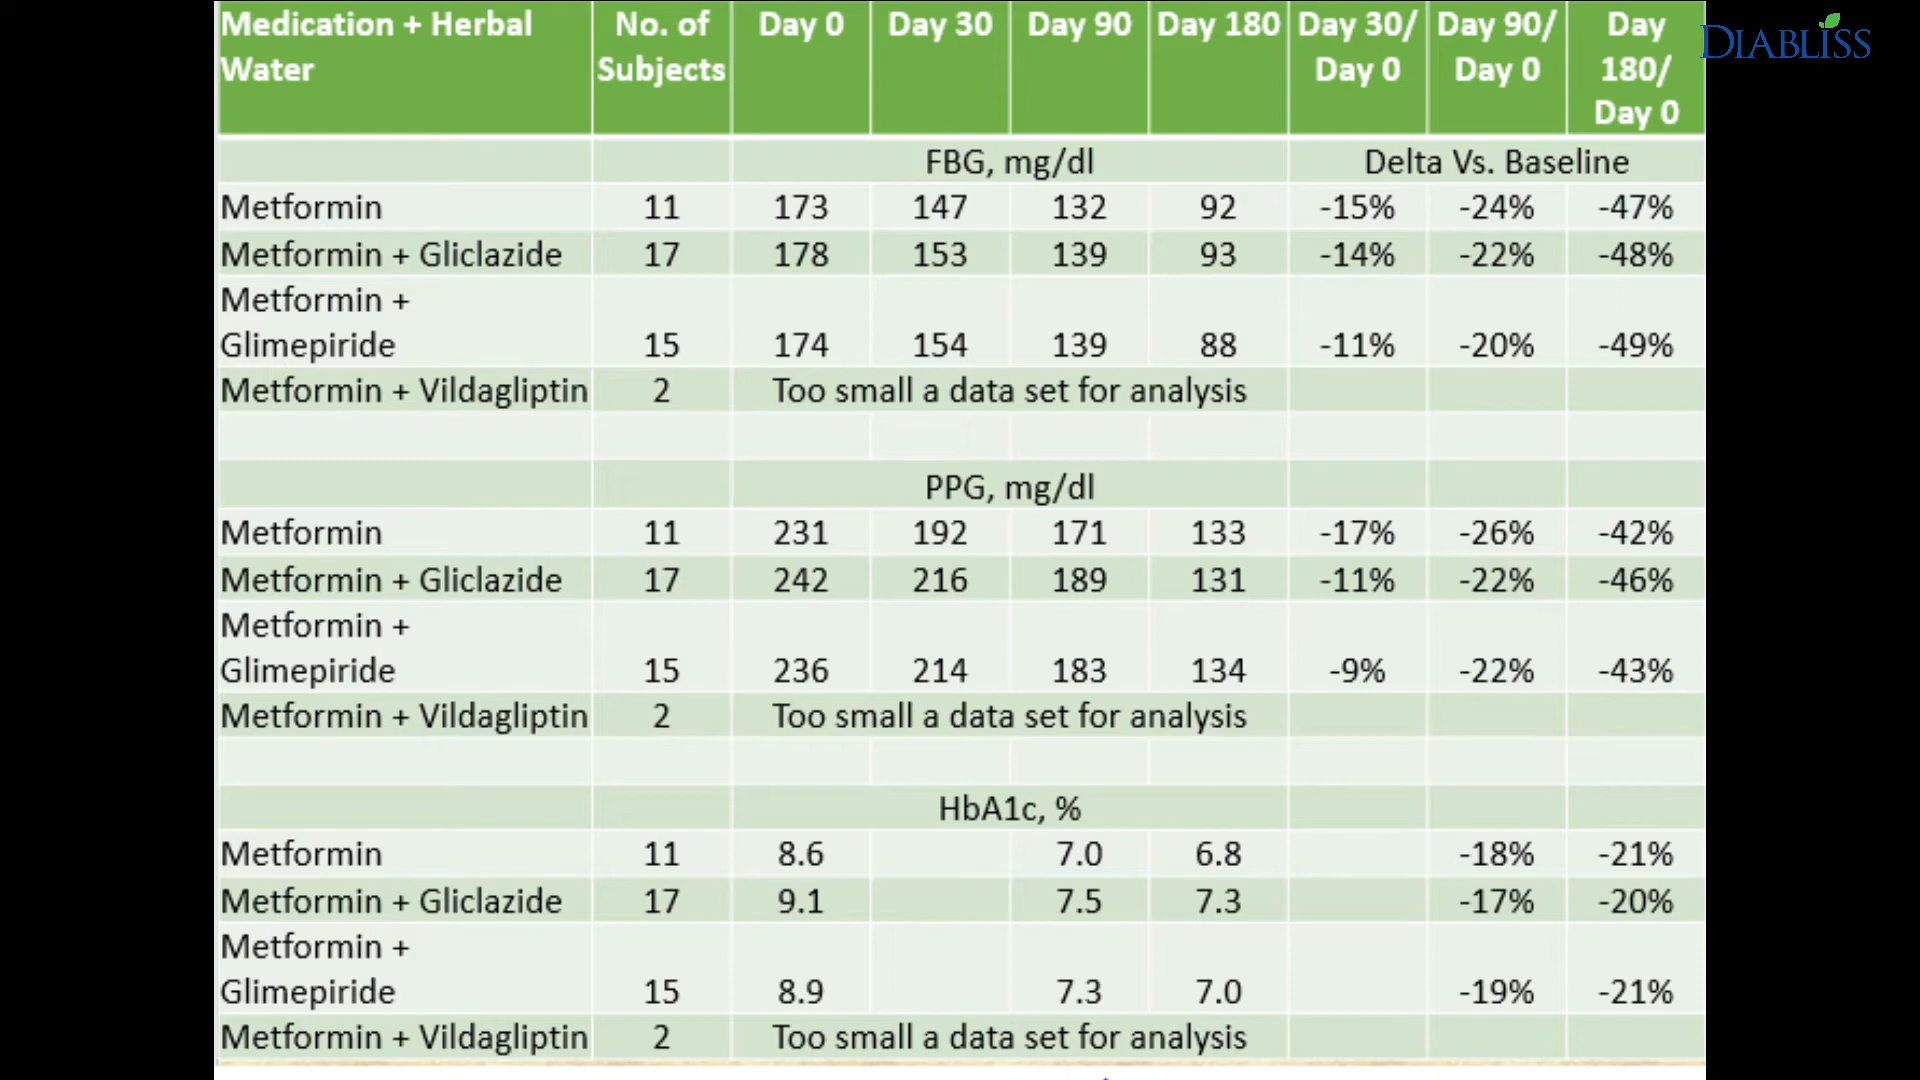 Medication + Herbal Water No. of Subjects Day 0 Day 30 Day 90 Day 180 Day 30/ Day 0 Day 90/ Day 0 Day 180/ Day 0
DIABLISS
FBG, mg/dl Delta Vs. Baseline
Metformin 11 173 147 132 92 -15% -24% -47%
Metformin + Gliclazide 17 178 153 139 93 -14% -22% -48%
Metformin +
Glimepiride 15 174 154 139 88 -11% -20% -49%
Metformin + Vildagliptin 2 Too small a data set for analysis
PPG, mg/dl
Metformin 11 231 192 171 133 -17% -26% -42%
Metformin + Gliclazide 17 242 216 189 131 -11% -22% -46%
Metformin +
Glimepiride 15 236 214 183 134 -9% -22% -43%
Metformin + Vildagliptin 2 Too small a data set for analysis
HbA1c, %
Metformin 11 8.6 7.0 6.8 -18% -21%
Metformin + Gliclazide 17 9.1 7.5 7.3 -17% -20%
Metformin +
Glimepiride 15 8.9 7.3 7.0 -19% -21%
Metformin + Vildagliptin 2 Too small a data set for analysis